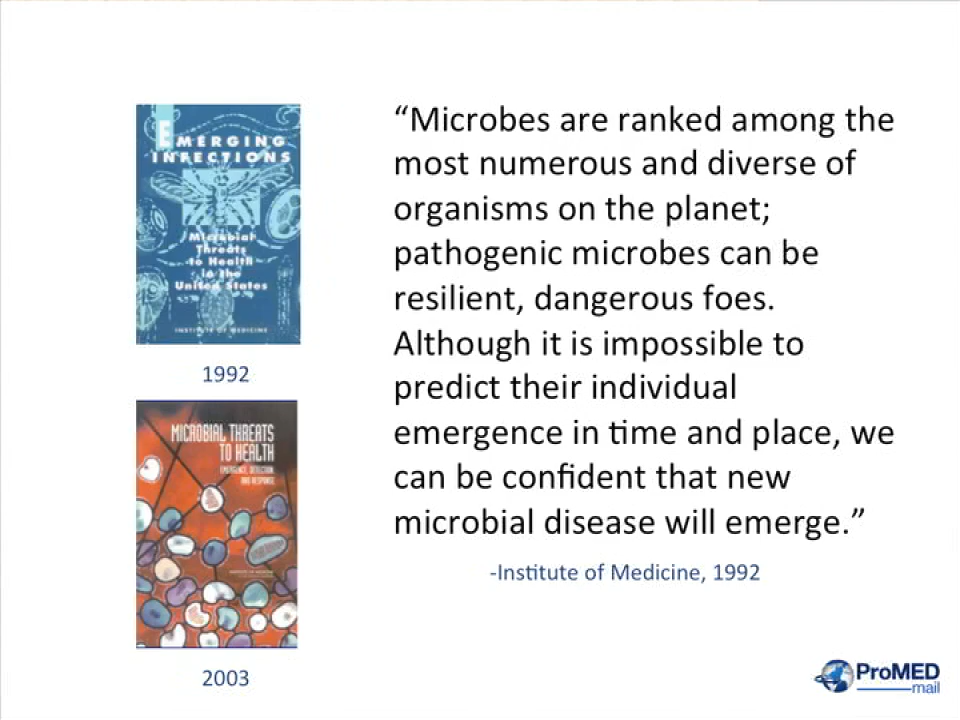 EMERGING
INFECTIONS
Microbial
Threats
to Health
in the
United States
INSTITUTE OF MEDICINE
1992
MICROBIAL THREATS
TO HEALTH
EMERGENCE, DETECTION,
AND RESPONSE
2003
“Microbes are ranked among the
most numerous and diverse of
organisms on the planet;
pathogenic microbes can be
resilient, dangerous foes.
Although it is impossible to
predict their individual
emergence in time and place, we
can be confident that new
microbial disease will emerge.”
-Institute of Medicine, 1992
ProMED
mail